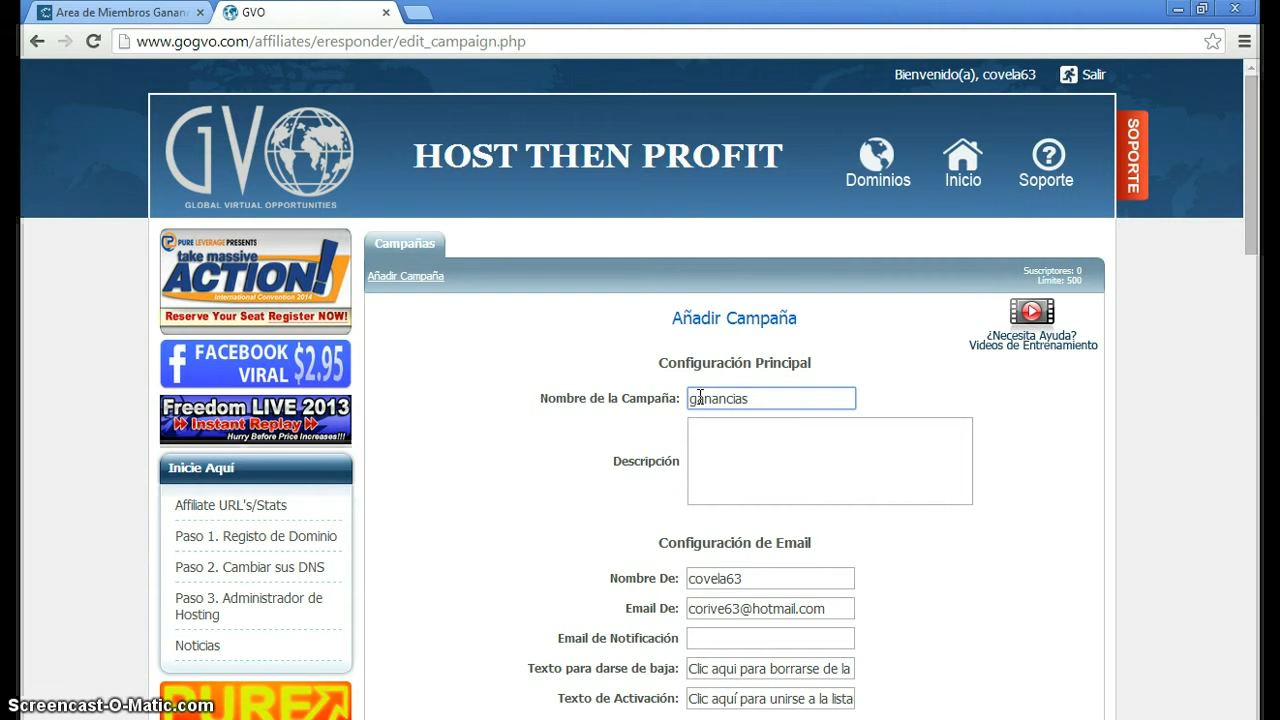 Area de Miembros Ganan
GVO
www.gogvo.com/affiliates/eresponder/edit_campaign.php
Bienvenido(a), covela63
Salir
GVO
GLOBAL VIRTUAL OPPORTUNITIES
HOST THEN PROFIT
Dominios
Inicio
Soporte
SOPORTE
PURE LEVERAGE PRESENTS
take massive
ACTION!
International Convention 2014
Reserve Your Seat Register NOW!
FACEBOOK
VIRAL $2.95
Freedom LIVE 2013
Instant Replay
Hurry Before Price Increases!!!
Inicie Aquí
Affiliate URL's/Stats
Paso 1. Registo de Dominio
Paso 2. Cambiar sus DNS
Paso 3. Administrador de
Hosting
Noticias
Campañas
Añadir Campaña
Suscriptores: 0
Límite: 500
Añadir Campaña
¿Necesita Ayuda?
Videos de Entrenamiento
Configuración Principal
Nombre de la Campaña: ganancias
Descripción
Configuración de Email
Nombre De: covela63
Email De: corive63@hotmail.com
Email de Notificación
Texto para darse de baja: Clic aqui para borrarse de la
Texto de Activación: Clic aquí para unirse a la lista
PURE
Screencast-O-Matic.com